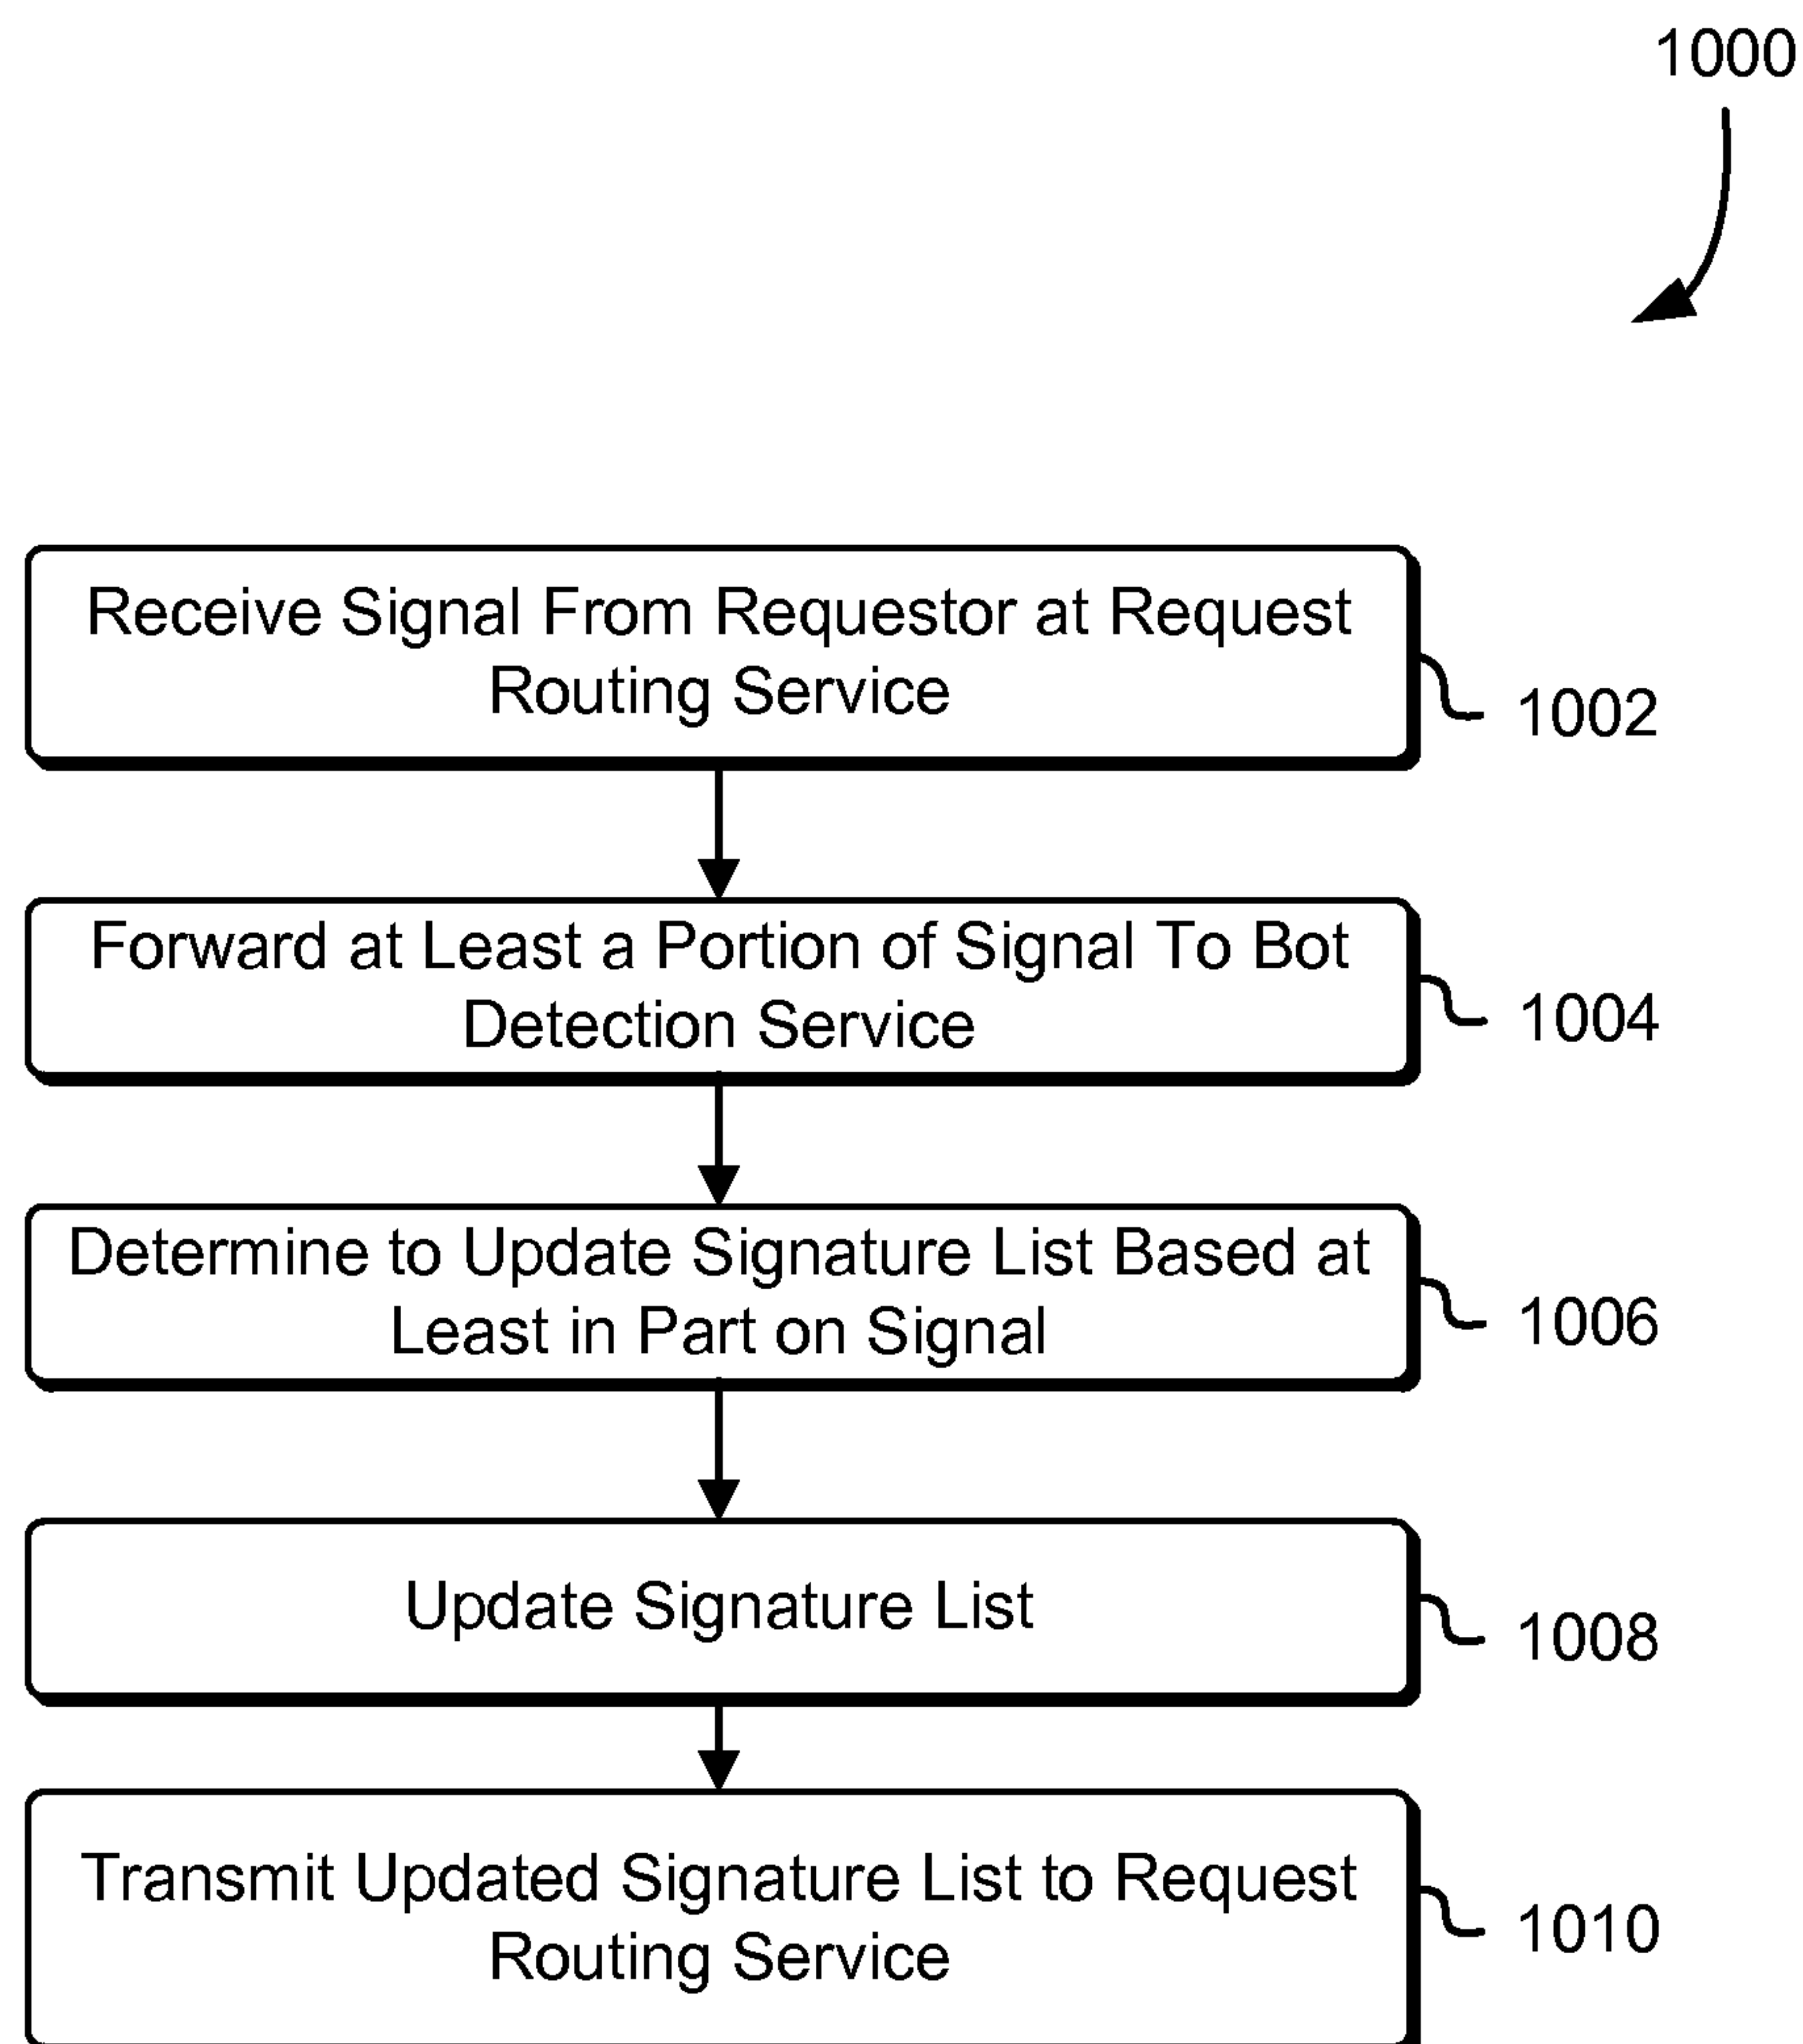 1000
Receive Signal From Requestor at Request
Routing Service
1002
Forward at Least a Portion of Signal To Bot
Detection Service
1004
Determine to Update Signature List Based at
Least in Part on Signal
1006
Update Signature List
1008
Transmit Updated Signature List to Request
Routing Service
1010